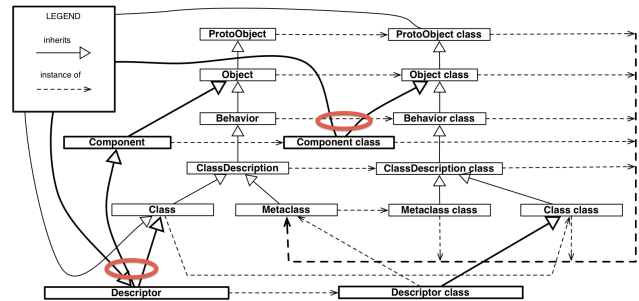 LEGEND
inherits
instance of
ProtoObject
ProtoObject class
Object
Object class
Behavior
Behavior class
Component
Component class
ClassDescription
ClassDescription class
Class
Metaclass
Metaclass class
Class class
Descriptor
Descriptor class